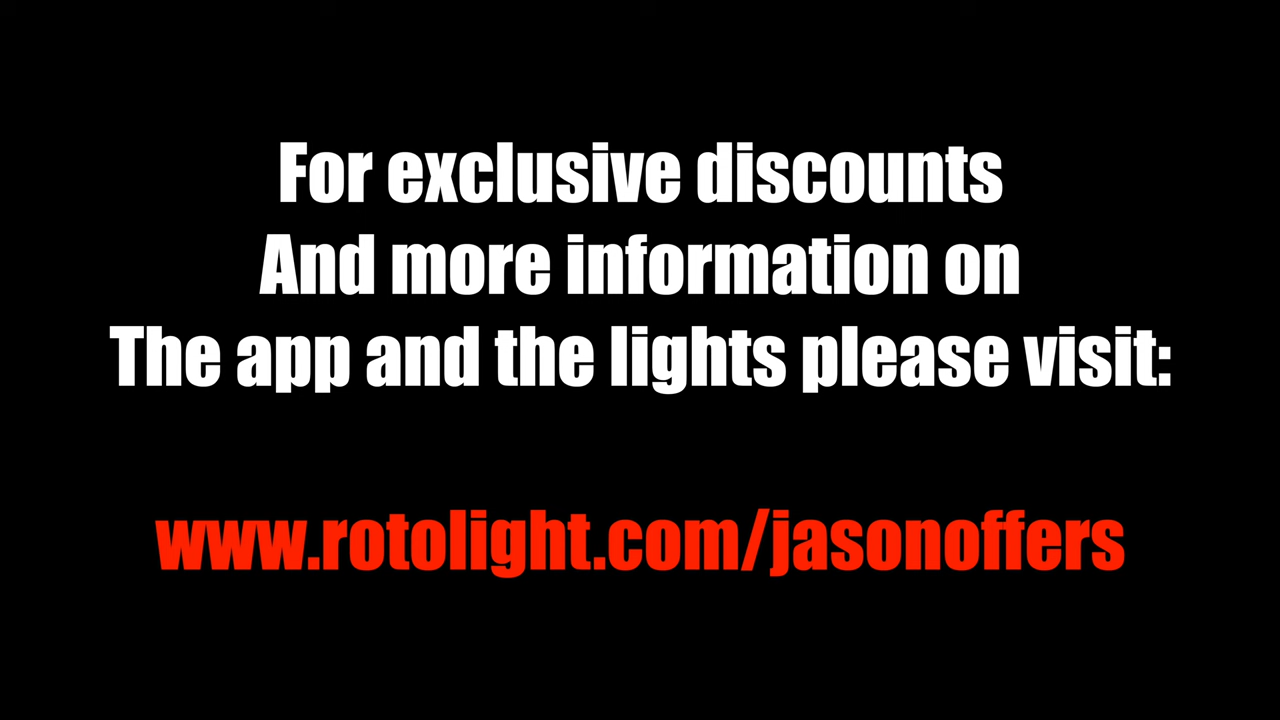 For exclusive discounts
And more information on
The app and the lights please visit:
www.rotolight.com/jasonoffers